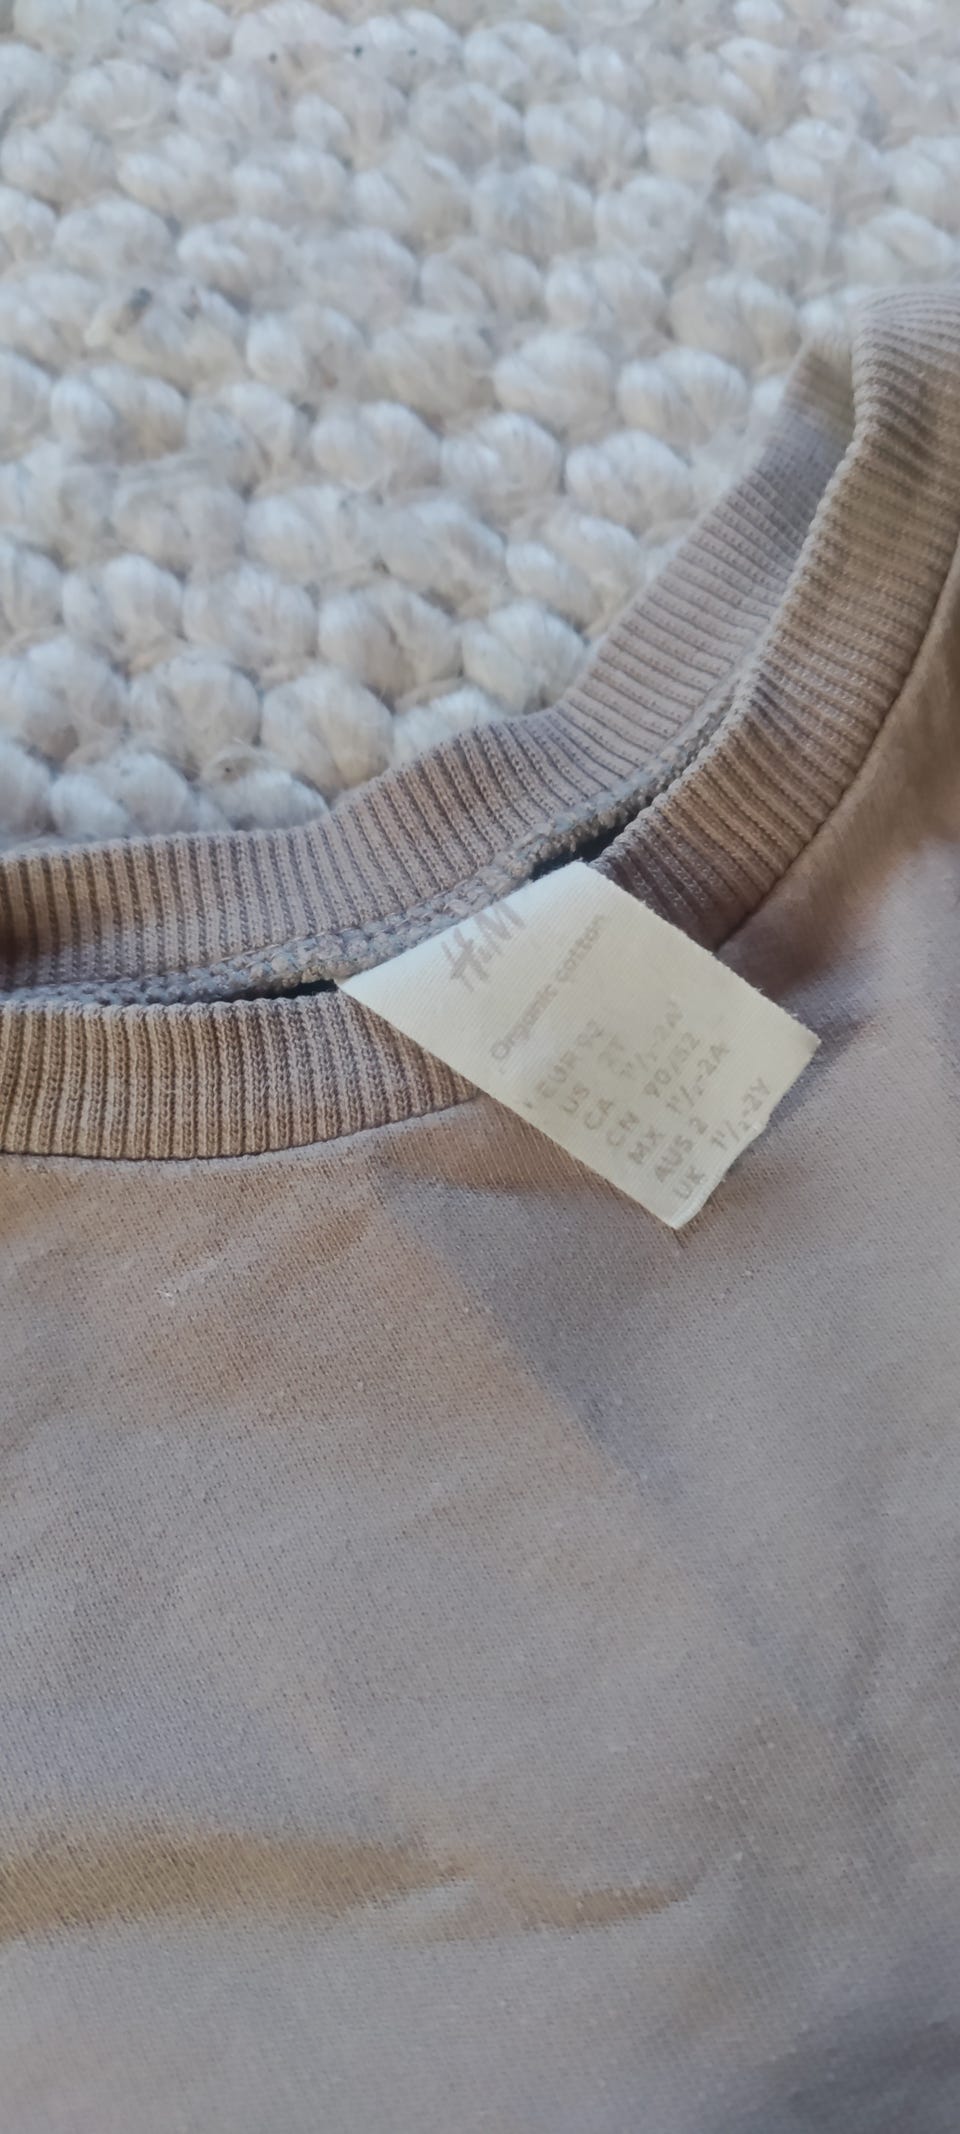 H&M
Organic cotton
EUR 92
US 2T
CA 1½-2A/Y
CN 90/52
MX 1½-2A
AUS 2
UK 1½-2Y